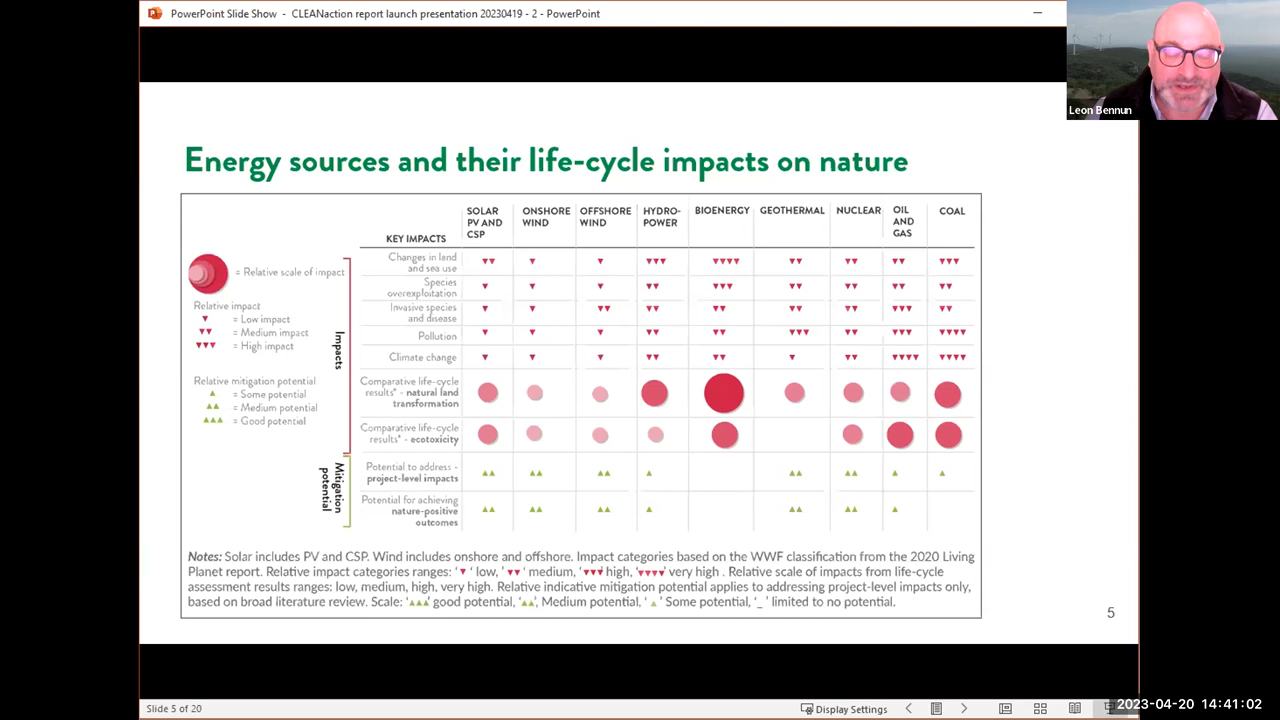 PowerPoint Slide Show - CLEANaction report launch presentation 20230419 - 2 - PowerPoint
Leon Bennun
Energy sources and their life-cycle impacts on nature
KEY IMPACTS
SOLAR
PV AND
CSP
ONSHORE
WIND
OFFSHORE
WIND
HYDRO-
POWER
BIOENERGY
GEOTHERMAL
NUCLEAR
OIL
AND
GAS
COAL
= Relative scale of impact
Relative impact
▼ = Low impact
▼▼ = Medium impact
▼▼▼ = High impact
Relative mitigation potential
▲ = Some potential
▲▲ = Medium potential
▲▲▲ = Good potential
Impacts
Mitigation
potential
Changes in land
and sea use
Species
overexploitation
Invasive species
and disease
Pollution
Climate change
Comparative life-cycle
results* - natural land
transformation
Comparative life-cycle
results* - ecotoxicity
Potential to address -
project-level impacts
Potential for achieving
nature-positive
outcomes
Notes: Solar includes PV and CSP. Wind includes onshore and offshore. Impact categories based on the WWF classification from the 2020 Living
Planet report. Relative impact categories ranges: ‘▼ ‘ low, ’▼▼ ‘ medium, ‘▼▼▼ high, ‘▼▼▼▼’ very high . Relative scale of impacts from life-cycle
assessment results ranges: low, medium, high, very high. Relative indicative mitigation potential applies to addressing project-level impacts only,
based on broad literature review. Scale: ‘▲▲▲’ good potential, ‘▲▲’, Medium potential, ‘ ▲ ’ Some potential, ‘_ ’ limited to no potential.
5
Slide 5 of 20
Display Settings
2023-04-20 14:41:02